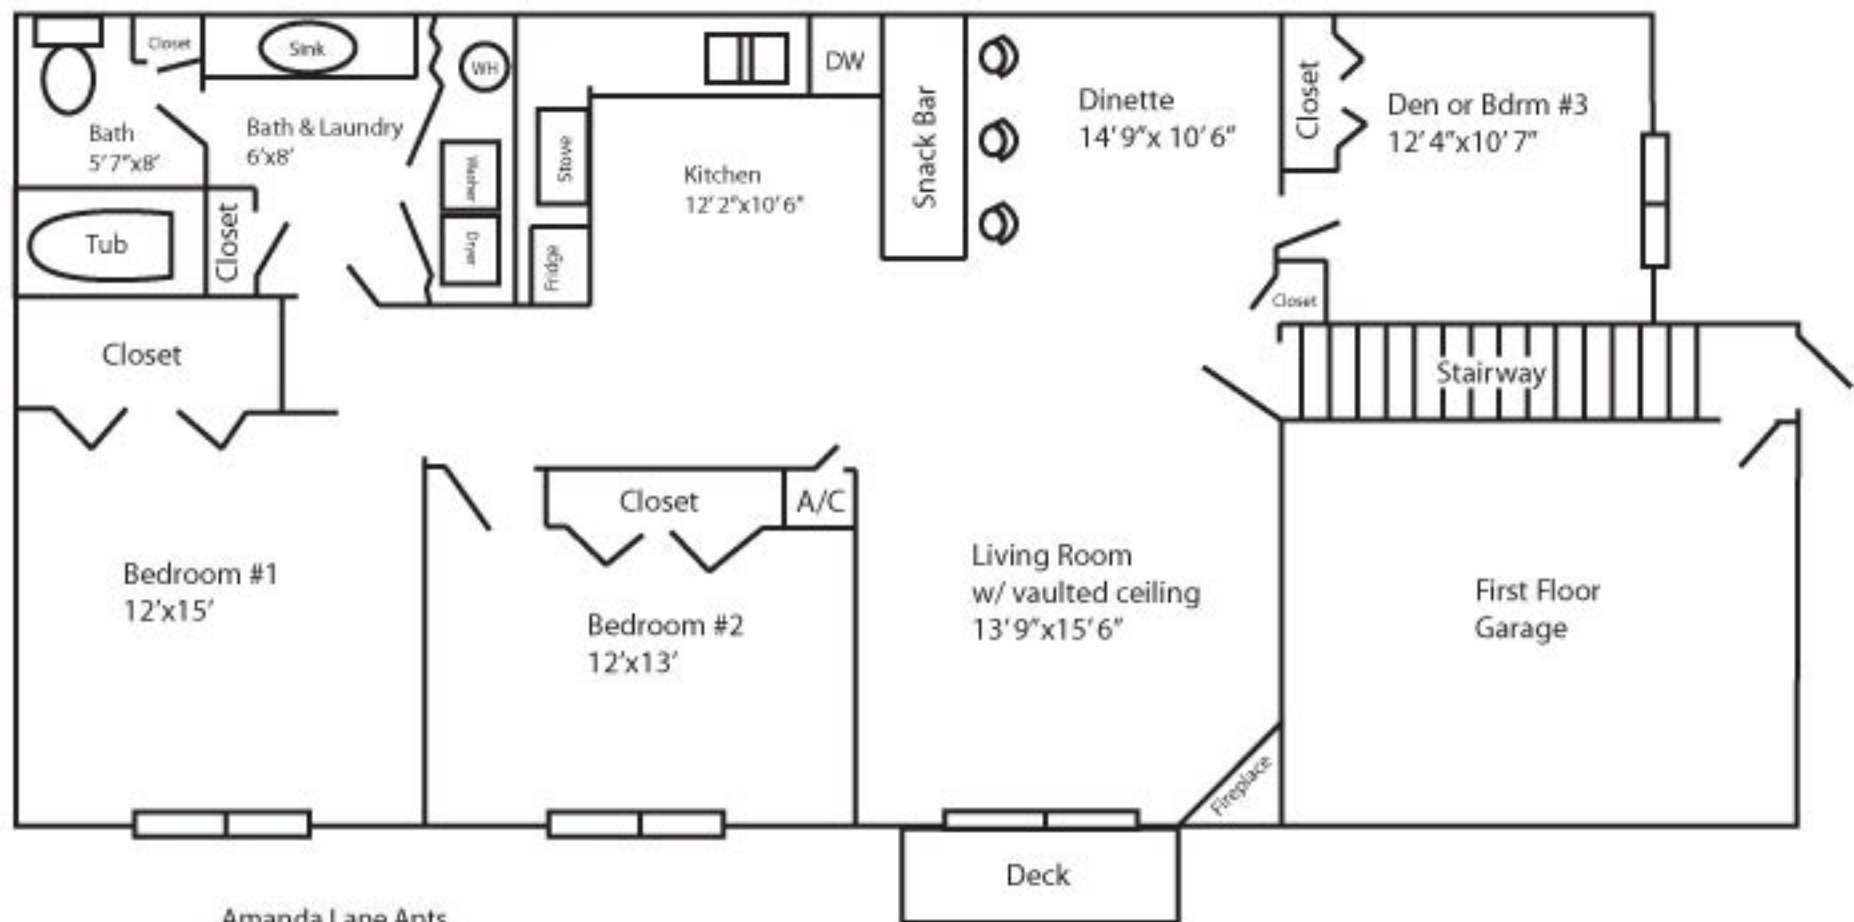 Closet
Sink
WH
DW
Snack Bar
Dinette
14'9"x 10'6"
Closet
Den or Bdrm #3
12'4"x10'7"
Bath
5'7"x8'
Bath & Laundry
6'x8'
Washer
Stove
Kitchen
12'2"x10'6"
Tub
Closet
Dryer
Fridge
Closet
Closet
Stairway
Closet
A/C
Bedroom #1
12'x15'
Bedroom #2
12'x13'
Living Room
w/ vaulted ceiling
13'9"x15'6"
First Floor
Garage
Fireplace
Deck
Amanda Lane Apts